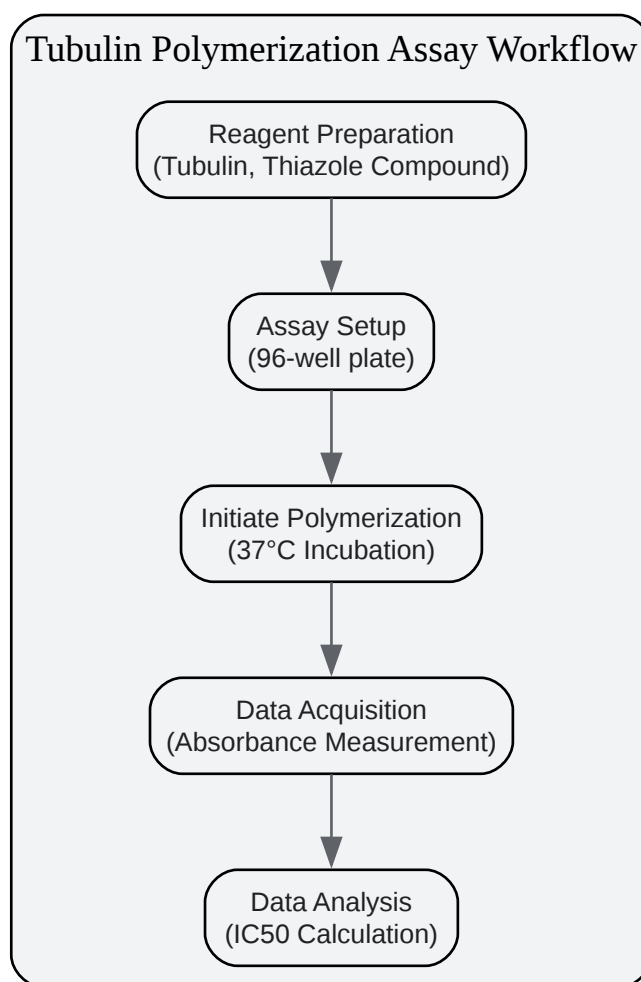 Tubulin Polymerization Assay Workflow
Reagent Preparation
(Tubulin, Thiazole Compound)
Assay Setup
(96-well plate)
Initiate Polymerization
(37°C Incubation)
Data Acquisition
(Absorbance Measurement)
Data Analysis
(IC50 Calculation)